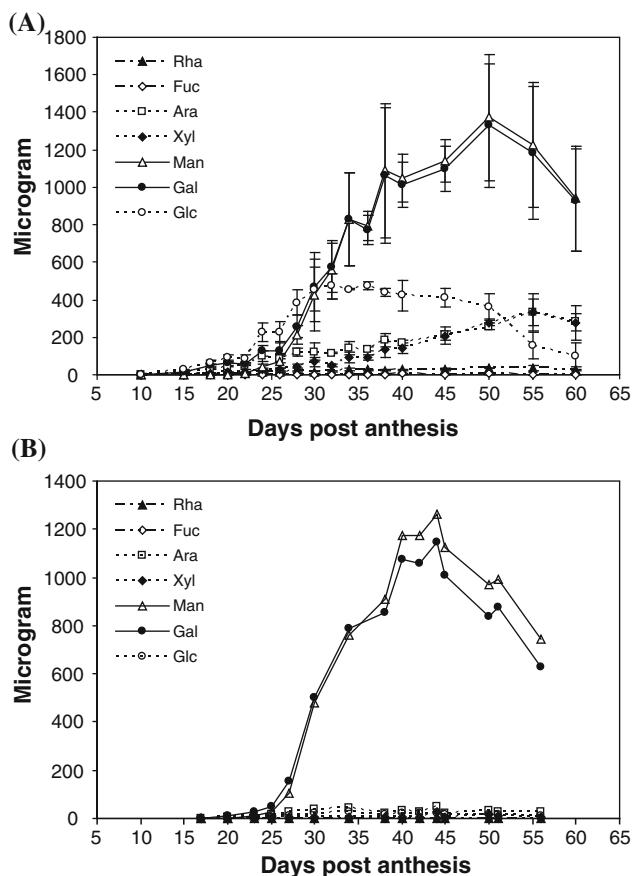 (A)
1800
1600
1400
1200
1000
800
600
400
200
0
Microgram
Rha
Fuc
Ara
Xyl
Man
Gal
Glc
5 10 15 20 25 30 35 40 45 50 55 60 65
Days post anthesis
(B)
1400
1200
1000
800
600
400
200
0
Microgram
Rha
Fuc
Ara
Xyl
Man
Gal
Glc
5 10 15 20 25 30 35 40 45 50 55 60 65
Days post anthesis